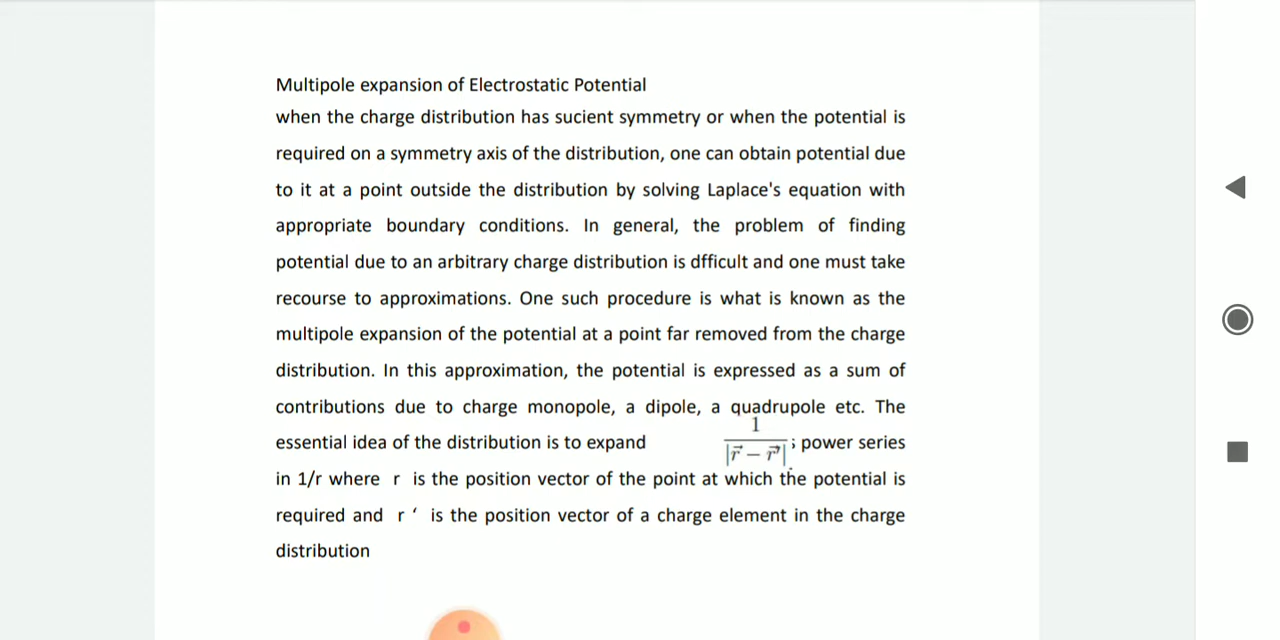 Multipole expansion of Electrostatic Potential
when the charge distribution has sucient symmetry or when the potential is
required on a symmetry axis of the distribution, one can obtain potential due
to it at a point outside the distribution by solving Laplace's equation with
appropriate boundary conditions. In general, the problem of finding
potential due to an arbitrary charge distribution is dfficult and one must take
recourse to approximations. One such procedure is what is known as the
multipole expansion of the potential at a point far removed from the charge
distribution. In this approximation, the potential is expressed as a sum of
contributions due to charge monopole, a dipole, a quadrupole etc. The
essential idea of the distribution is to expand 1/|r⃗ − r⃗'| ; power series
in 1/r where r is the position vector of the point at which the potential is
required and r ‘ is the position vector of a charge element in the charge
distribution